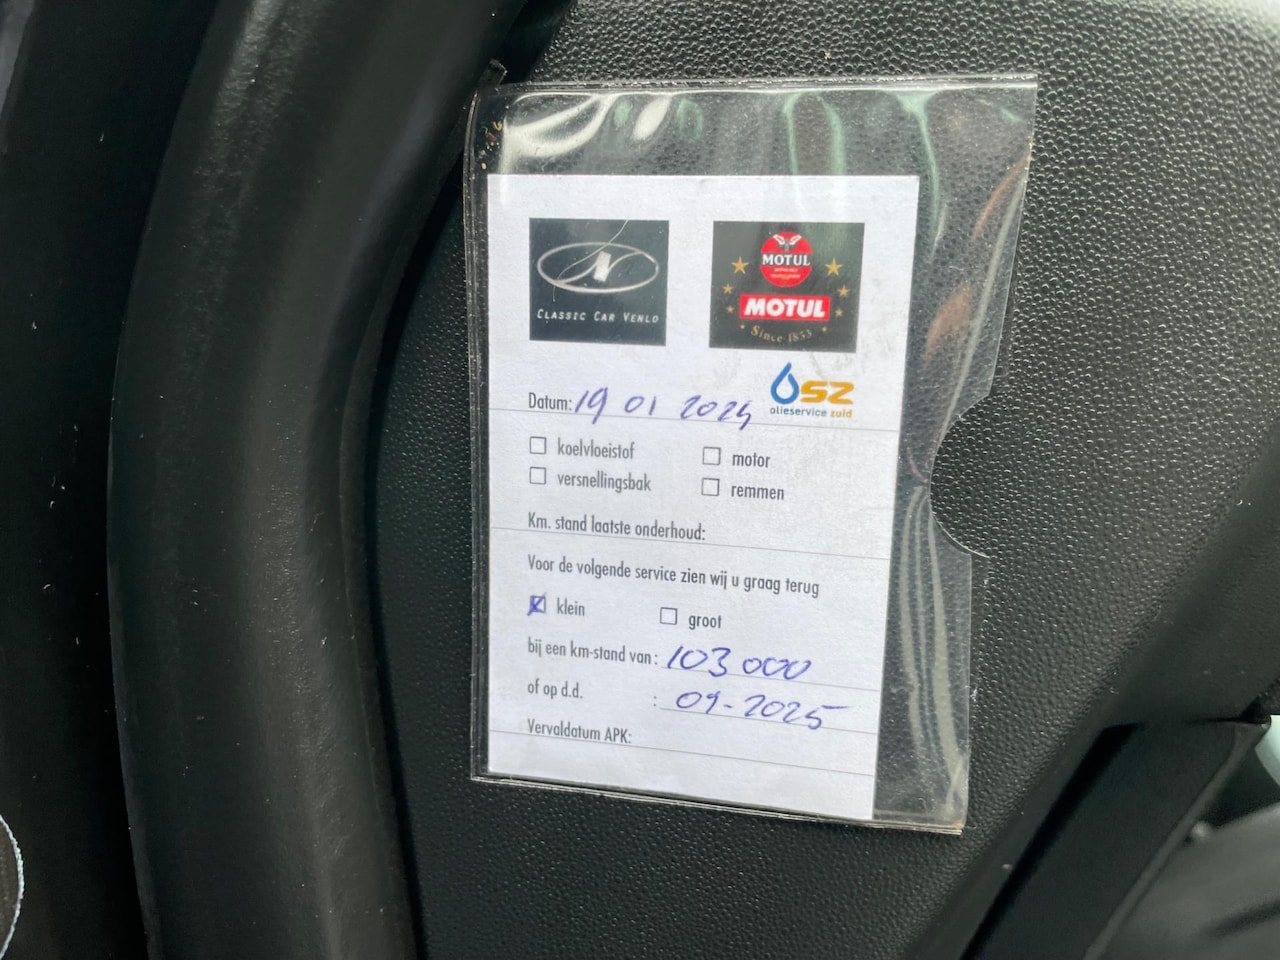 CLASSIC CAR VENLO
MOTUL
MOTUL
Since 1853
SZ
olieservice zuid
Datum: 19 01 2024
koelvloeistof motor
versnellingsbak remmen
Km. stand laatste onderhoud:
Voor de volgende service zien wij u graag terug
klein groot
bij een km-stand van: 103 000
of op d.d. : 01-2025
Vervaldatum APK: